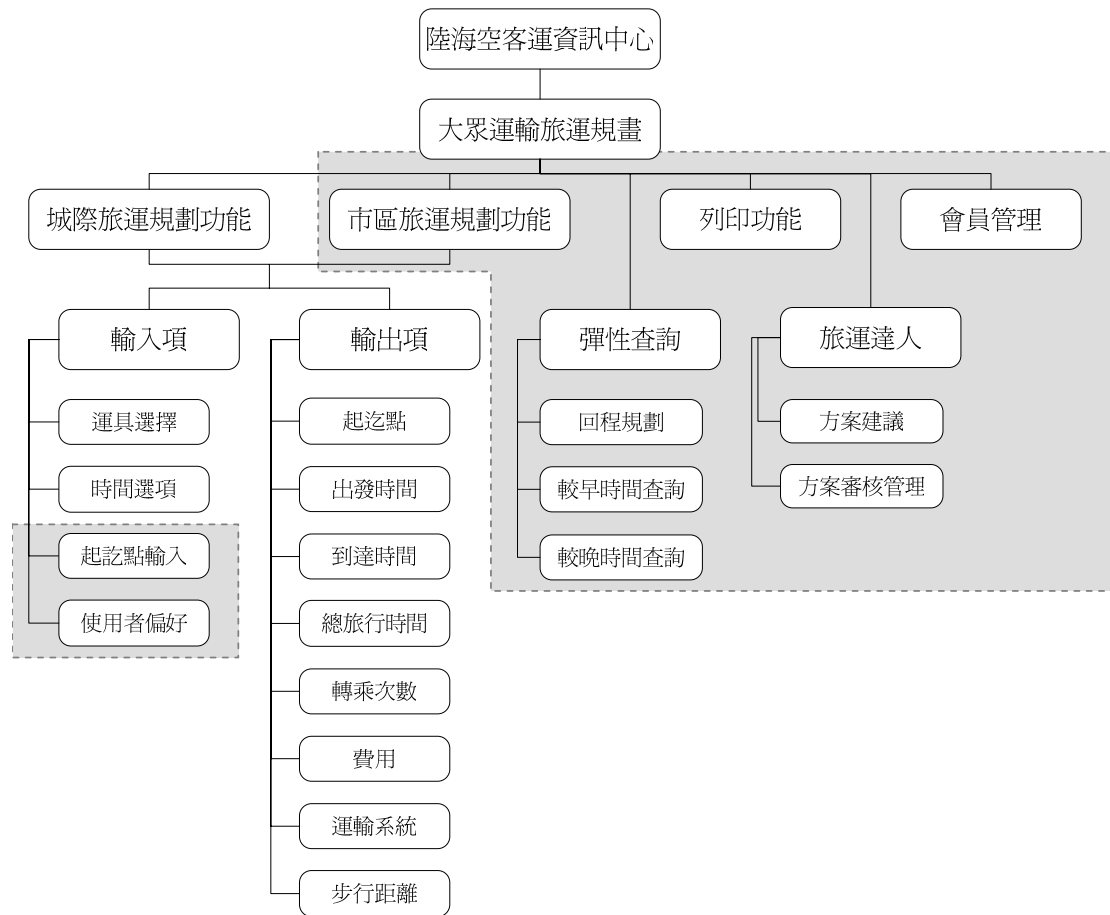 陸海空客運資訊中心
大眾運輸旅運規畫
城際旅運規劃功能
市區旅運規劃功能
列印功能
會員管理
輸入項
輸出項
彈性查詢
旅運達人
運具選擇
起迄點
回程規劃
方案建議
時間選項
出發時間
較早時間查詢
方案審核管理
起訖點輸入
到達時間
較晚時間查詢
使用者偏好
總旅行時間
轉乘次數
費用
運輸系統
步行距離